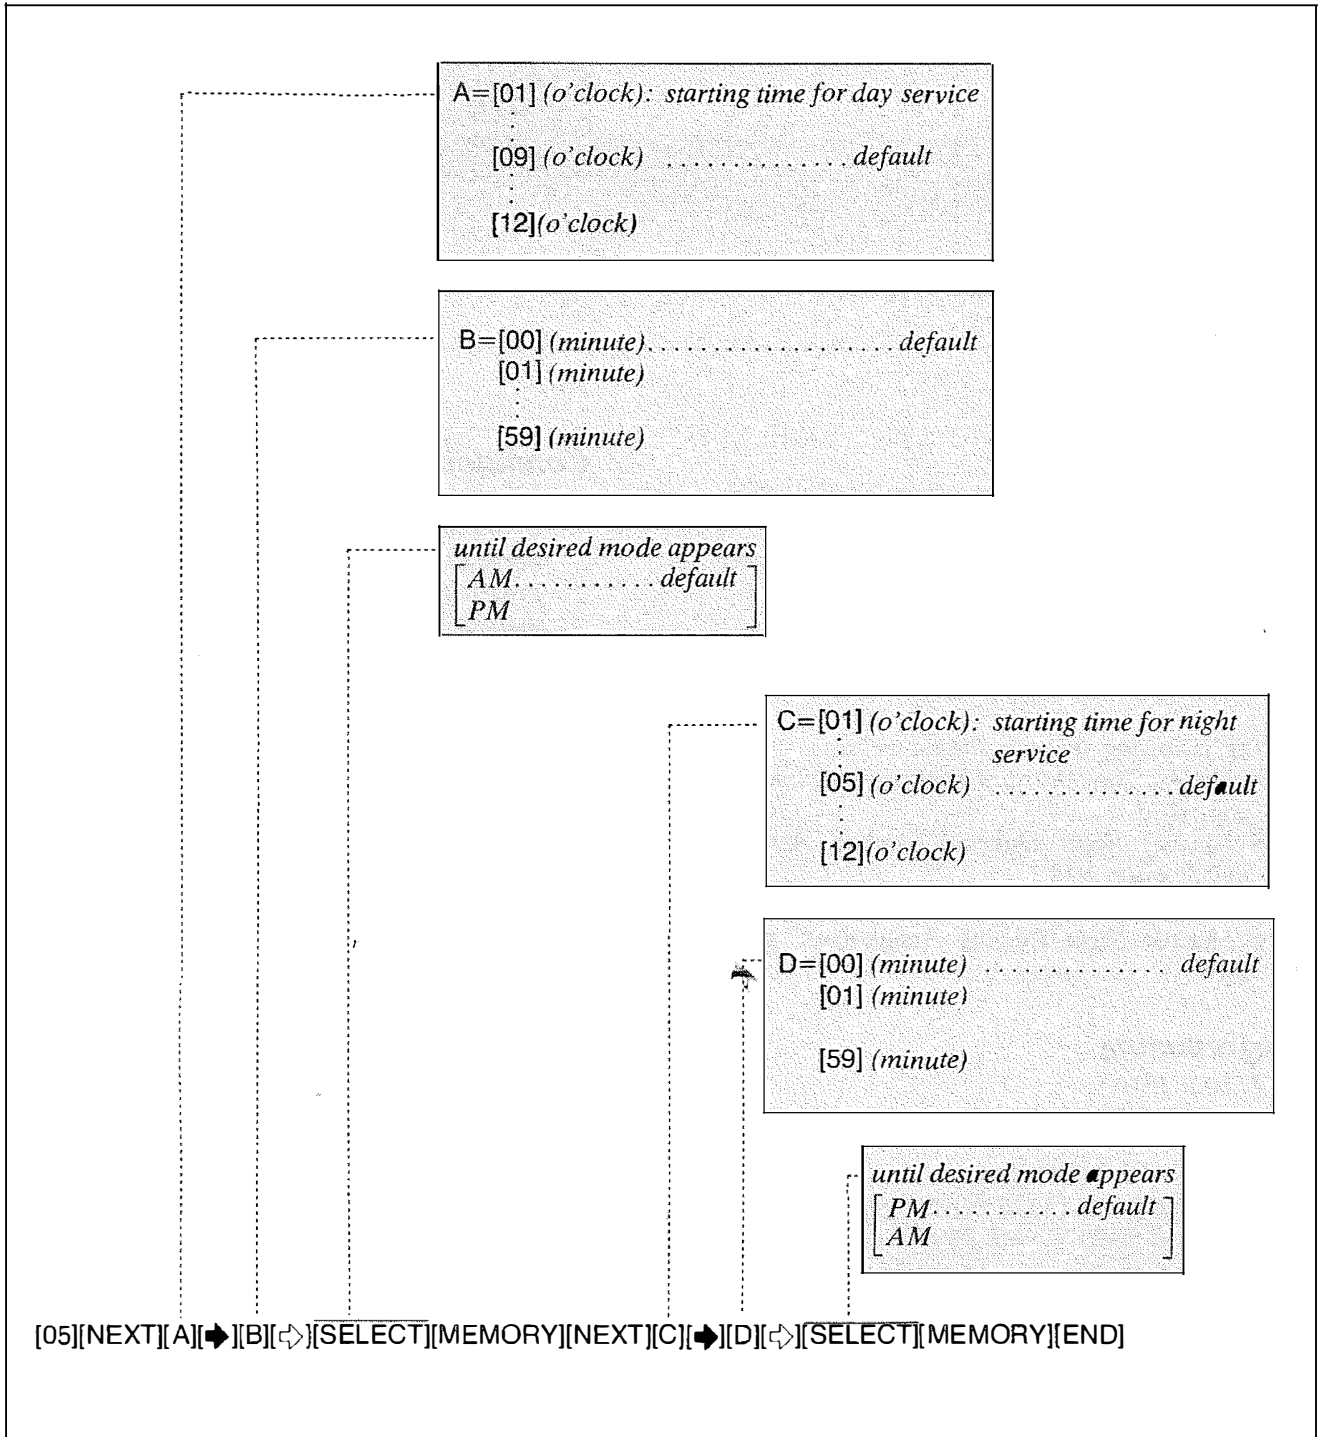 A=[01] (o'clock): starting time for day service
[09] (o'clock) .............. default
[12](o'clock)
B=[00] (minute).................... default
[01] (minute)
[59] (minute)
until desired mode appears
AM........... default
PM
C=[01] (o'clock): starting time for night
service
[05] (o'clock) .............. default
[12](o'clock)
D=[00] (minute) .............. default
[01] (minute)
[59] (minute)
until desired mode appears
PM........... default
AM
[05][NEXT][A][➡][B][⇨][SELECT][MEMORY][NEXT][C][➡][D][⇨][SELECT][MEMORY][END]